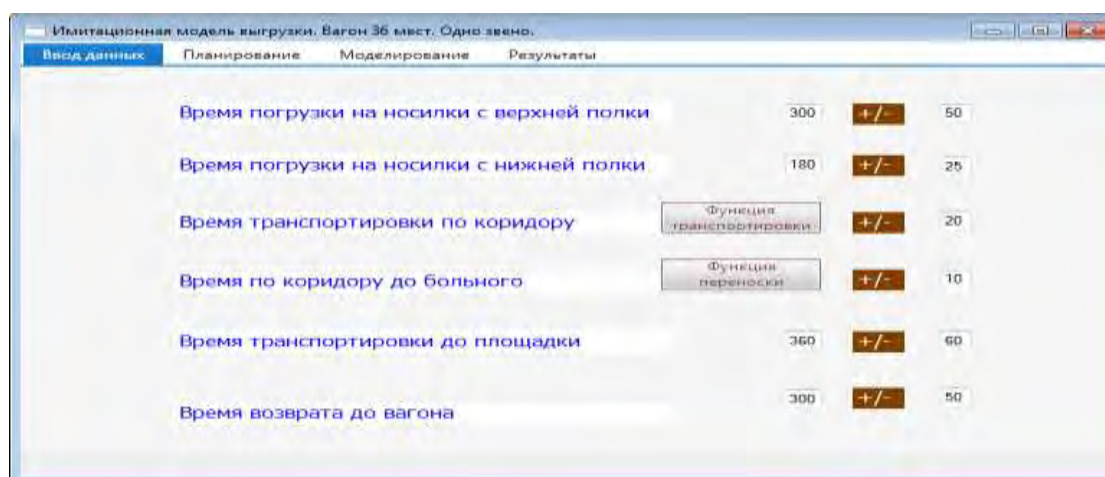 Имитационная модель выгрузки. Вагон 36 мест. Одно звено.
Ввод данных Планирование Моделирование Результаты
Время погрузки на носилки с верхней полки 300 +/- 50
Время погрузки на носилки с нижней полки 180 +/- 25
Время транспортировки по коридору Функция транспортировки +/- 20
Время по коридору до больного Функция переноски +/- 10
Время транспортировки до площадки 360 +/- 60
Время возврата до вагона 300 +/- 50